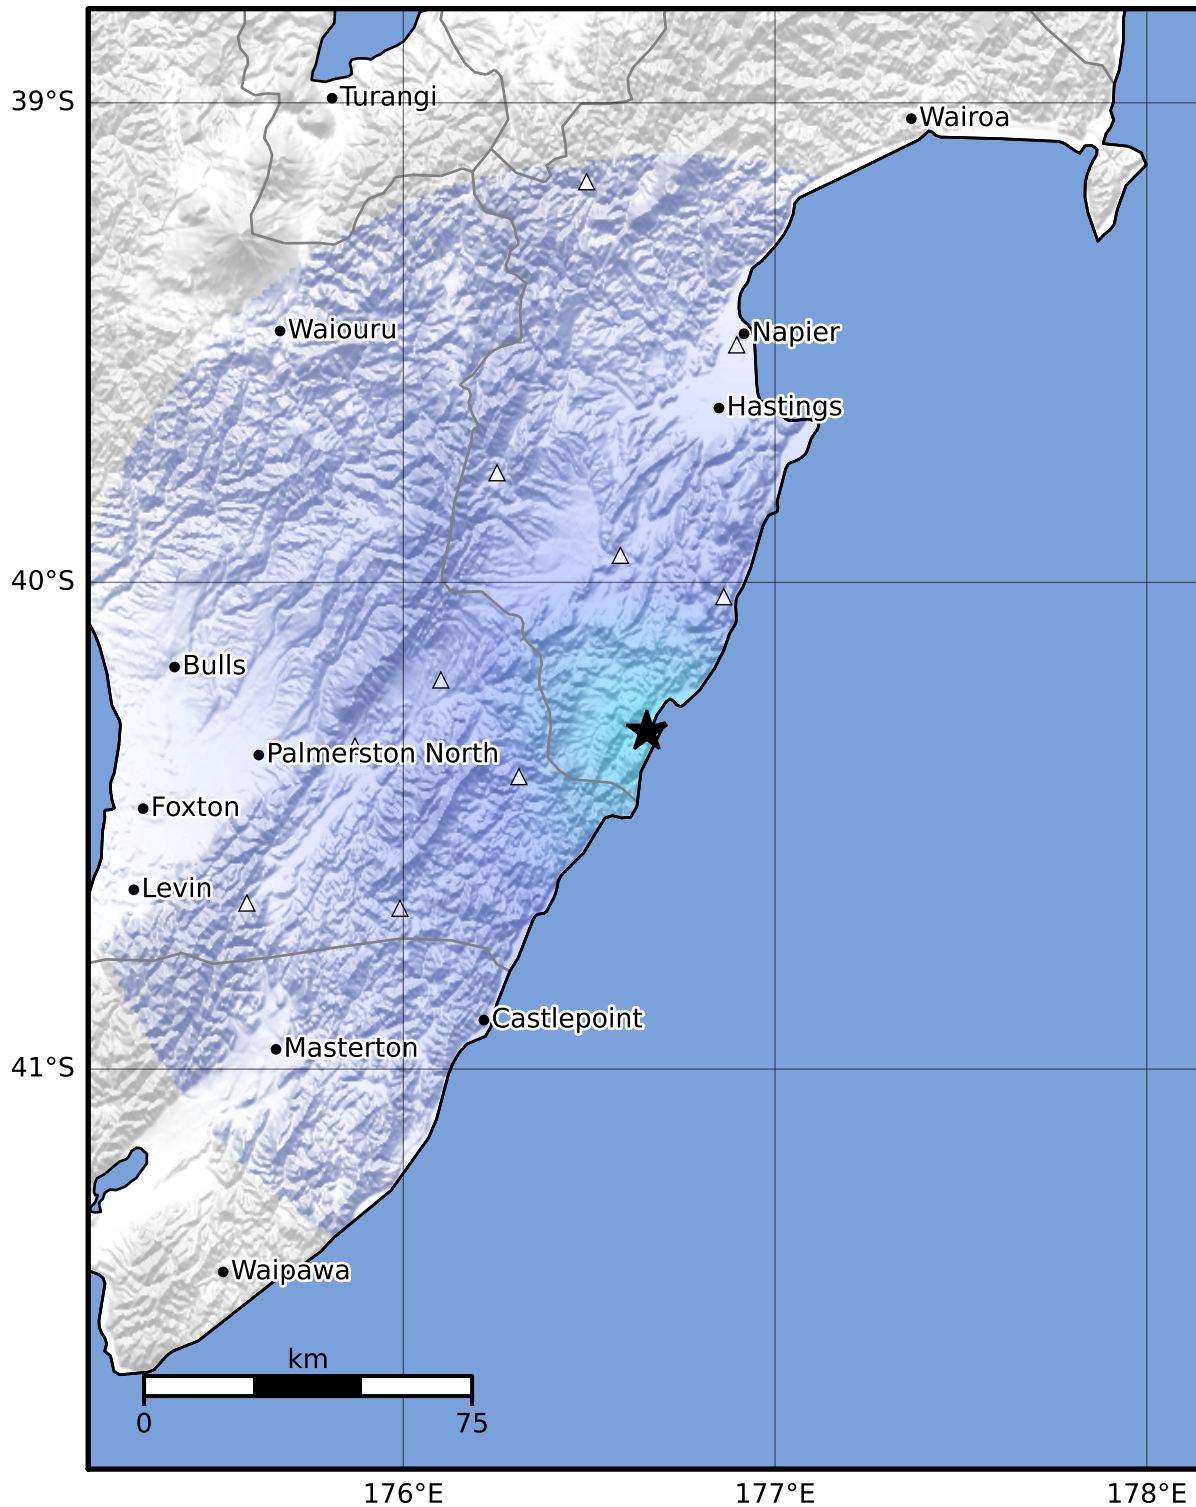 39°S
Turangi
Wairoa
Waiouru
Napier
Hastings
40°S
Bulls
Palmerston North
Foxton
Levin
Castlepoint
Masterton
41°S
Waipawa
km
0 75
176°E 177°E 178°E